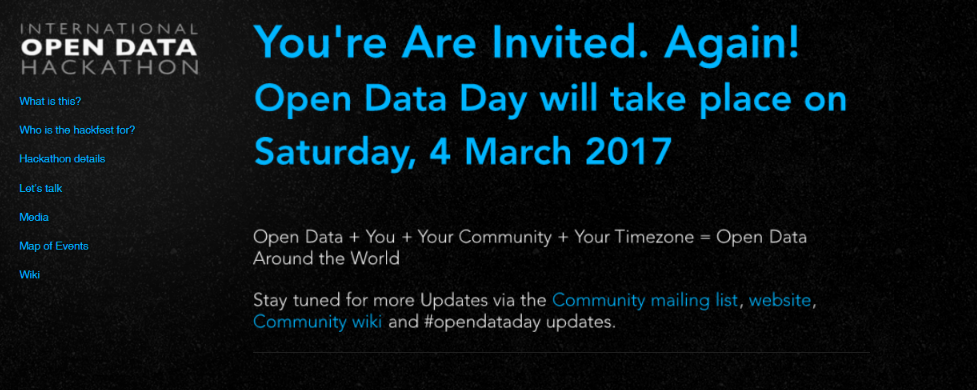 INTERNATIONAL
OPEN DATA
HACKATHON
What is this?
Who is the hackfest for?
Hackathon details
Let's talk
Media
Map of Events
Wiki
You're Are Invited. Again!
Open Data Day will take place on
Saturday, 4 March 2017
Open Data + You + Your Community + Your Timezone = Open Data
Around the World
Stay tuned for more Updates via the Community mailing list, website,
Community wiki and #opendataday updates.